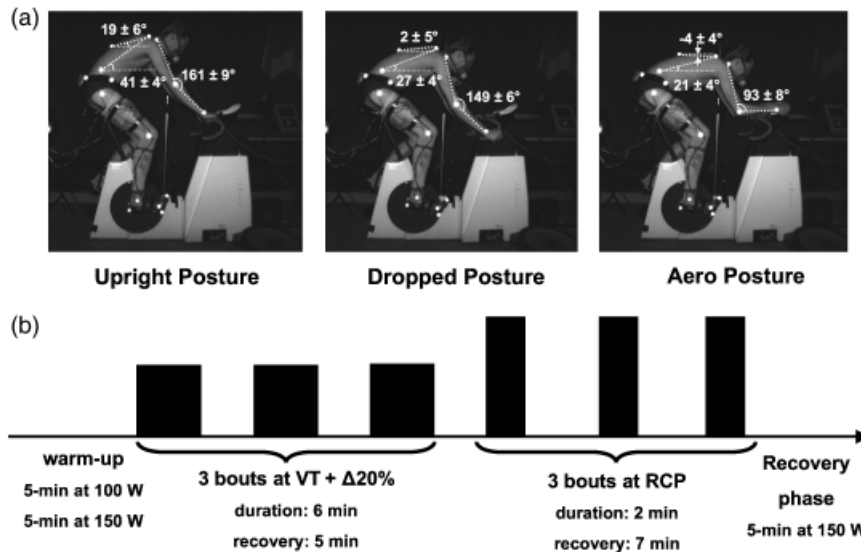 (a)
19 ± 6°
41 ± 4°
161 ± 9°
2 ± 5°
27 ± 4°
149 ± 6°
-4 ± 4°
21 ± 4°
93 ± 8°
Upright Posture
Dropped Posture
Aero Posture
(b)
warm-up
5-min at 100 W
5-min at 150 W
3 bouts at VT + Δ20%
duration: 6 min
recovery: 5 min
3 bouts at RCP
duration: 2 min
recovery: 7 min
Recovery
phase
5-min at 150 W